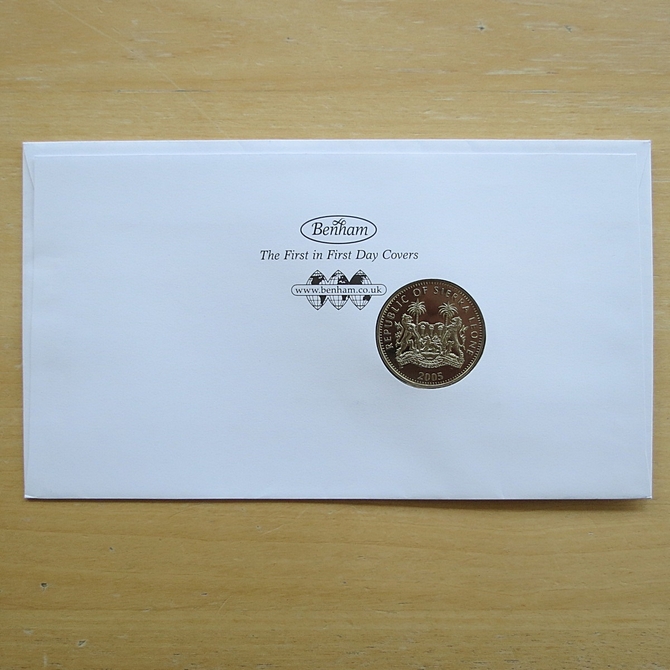 Benham
The First in First Day Covers
www.benham.co.uk
REPUBLIC OF SIERRA LEONE
2005